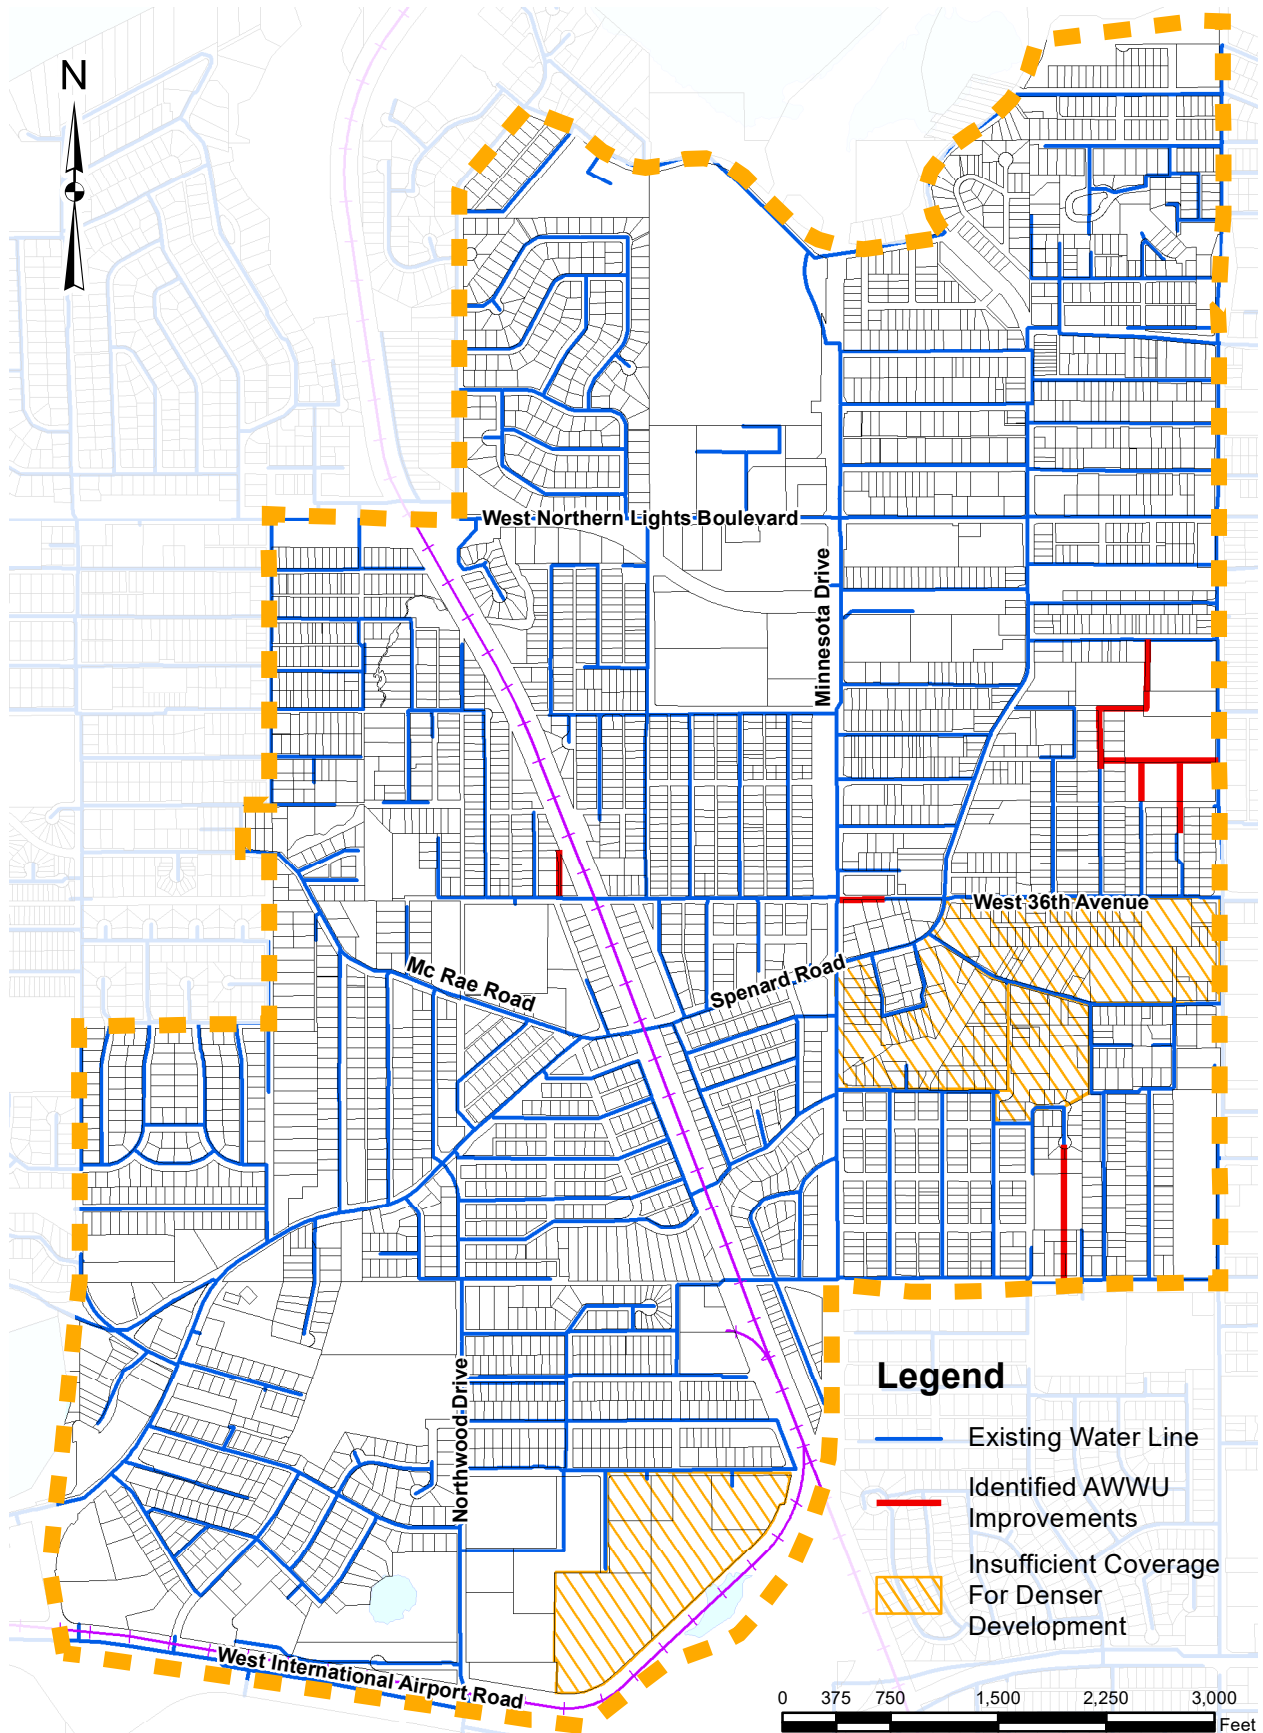 N
West Northern Lights Boulevard
Minnesota Drive
West 36th Avenue
Mc Rae Road
Spenard Road
Northwood Drive
West International Airport Road
Legend
Existing Water Line
Identified AWWU
Improvements
Insufficient Coverage
For Denser
Development
0 375 750 1,500 2,250 3,000
Feet